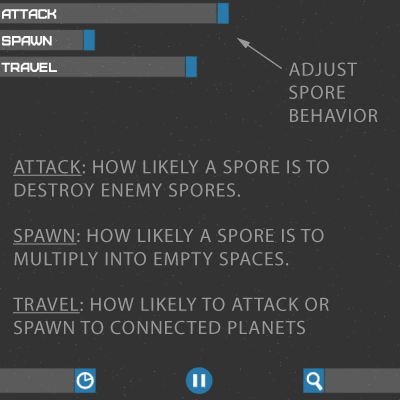 ATTACK
SPAWN
TRAVEL
ADJUST
SPORE
BEHAVIOR
ATTACK: HOW LIKELY A SPORE IS TO
DESTROY ENEMY SPORES.
SPAWN: HOW LIKELY A SPORE IS TO
MULTIPLY INTO EMPTY SPACES.
TRAVEL: HOW LIKELY TO ATTACK OR
SPAWN TO CONNECTED PLANETS